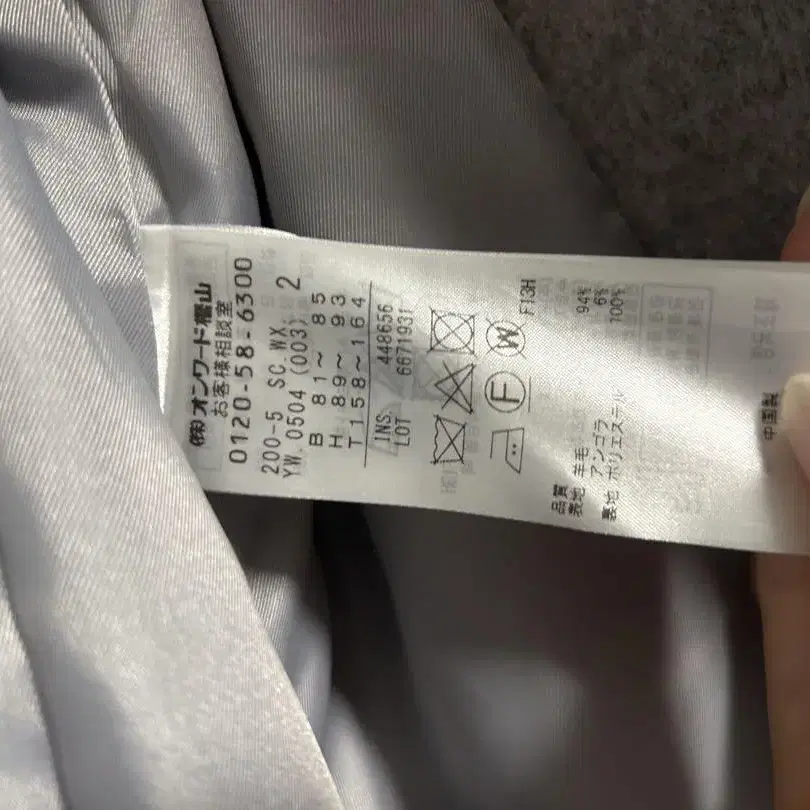 (株)オンワード樫山
お客様相談室
0120-58-6300
200-5 SC.WX. 2
YW.0504 (003)
B 81～ 85
H 89～ 93
T158～164
INS. 448656
LOT 6671931
F W
F13H
品質
表地 羊毛 94%
アンゴラ 6%
裏地 ポリエステル 100%
中国製